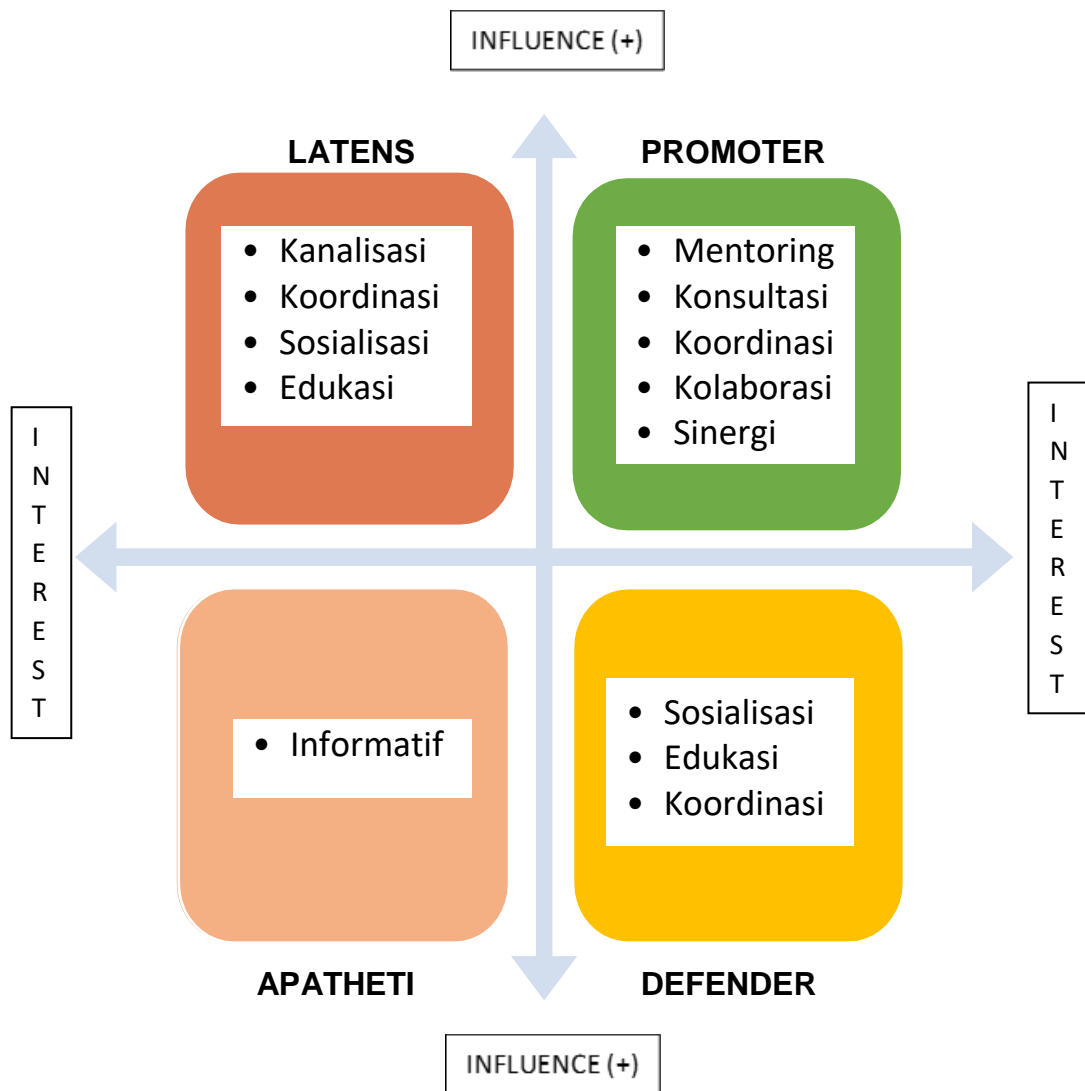 INFLUENCE (+)
LATENS
PROMOTER
• Kanalisasi
• Koordinasi
• Sosialisasi
• Edukasi
• Mentoring
• Konsultasi
• Koordinasi
• Kolaborasi
• Sinergi
I
N
T
E
R
E
S
T
I
N
T
E
R
E
S
T
• Informatif
• Sosialisasi
• Edukasi
• Koordinasi
APATHETI
DEFENDER
INFLUENCE (+)